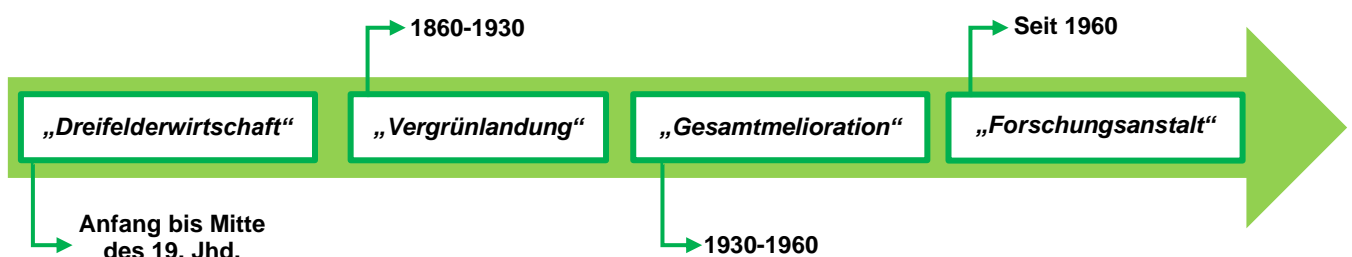 1860-1930
Seit 1960
„Dreifelderwirtschaft“
„Vergrünlandung“
„Gesamtmelioration“
„Forschungsanstalt“
Anfang bis Mitte
des 19. Jhd.
1930-1960